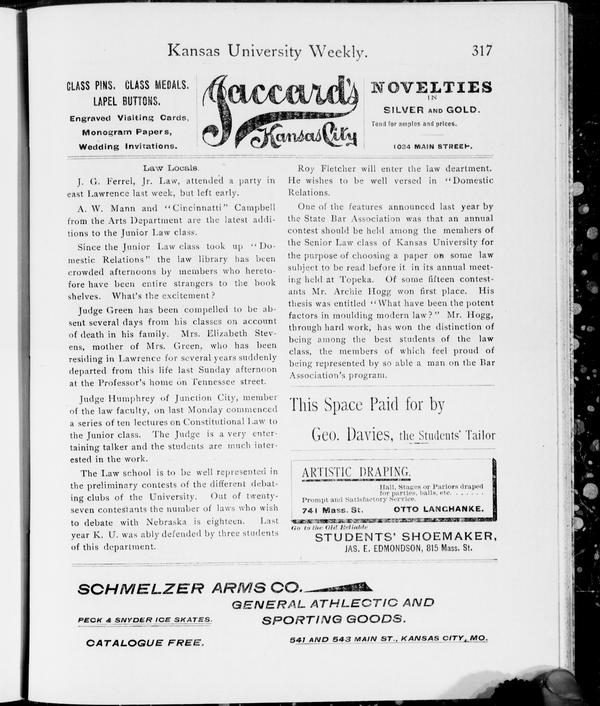 Kansas University Weekly. 317
CLASS PINS. CLASS MEDALS.
LAPEL BUTTONS.
Engraved Visiting Cards,
Monogram Papers,
Wedding Invitations.
Jaccard's
Kansas City
NOVELTIES
IN
SILVER AND GOLD.
Tend for amples and prices.
1034 MAIN STREET.
Law Locals.
J. G. Ferrel, Jr. Law, attended a party in
east Lawrence last week, but left early.
A. W. Mann and "Cincinnatti" Campbell
from the Arts Department are the latest addi-
tions to the Junior Law class.
Since the Junior Law class took up "Do-
mestic Relations" the law library has been
crowded afternoons by members who hereto-
fore have been entire strangers to the book
shelves. What's the excitement?
Judge Green has been compelled to be ab-
sent several days from his classes on account
of death in his family. Mrs. Elizabeth Stev-
ens, mother of Mrs. Green, who has been
residing in Lawrence for several years suddenly
departed from this life last Sunday afternoon
at the Professor's home on Tennessee street.
Judge Humphrey of Junction City, member
of the law faculty, on last Monday commenced
a series of ten lectures on Constitutional Law to
the Junior class. The Judge is a very enter-
taining talker and the students are much inter-
ested in the work.
The Law school is to be well represented in
the preliminary contests of the different debat-
ing clubs of the University. Out of twenty-
seven contestants the number of laws who wish
to debate with Nebraska is eighteen. Last
year K. U. was ably defended by three students
of this department.
Roy Fletcher will enter the law deartment.
He wishes to be well versed in "Domestic
Relations.
One of the features announced last year by
the State Bar Association was that an annual
contest should be held among the members of
the Senior Law class of Kansas University for
the purpose of choosing a paper on some law
subject to be read before it in its annual meet-
ing held at Topeka. Of some fifteen contest-
ants Mr. Archie Hogg won first place. His
thesis was entitled "What have been the potent
factors in moulding modern law?" Mr. Hogg,
through hard work, has won the distinction of
being among the best students of the law
class, the members of which feel proud of
being represented by so able a man on the Bar
Association's program.
This Space Paid for by
Geo. Davies, the Students' Tailor
ARTISTIC DRAPING.
Hall, Stages or Parlors draped
for parties, balls, etc. . . . . . .
Prompt and Satisfactory Service.
741 Mass. St. OTTO LANCHANKE.
Go to the Old Reliable
STUDENTS' SHOEMAKER,
JAS. E. EDMONDSON, 815 Mass. St.
SCHMELZER ARMS CO.
GENERAL ATHLECTIC AND
PECK & SNYDER ICE SKATES. SPORTING GOODS.
CATALOGUE FREE. 541 AND 543 MAIN ST., KANSAS CITY, MO.